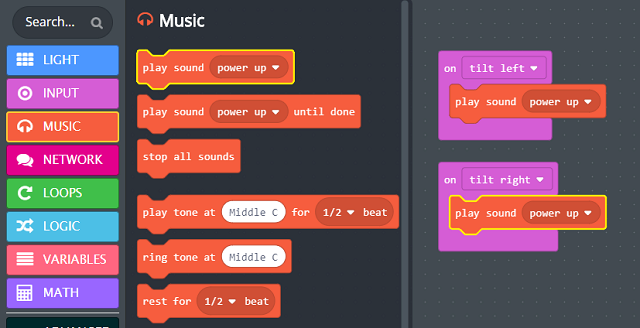 Search...
LIGHT
INPUT
MUSIC
NETWORK
LOOPS
LOGIC
VARIABLES
MATH
Music
play sound power up
play sound power up until done
stop all sounds
play tone at Middle C for 1/2 beat
ring tone at Middle C
rest for 1/2 beat
on tilt left
play sound power up
on tilt right
play sound power up